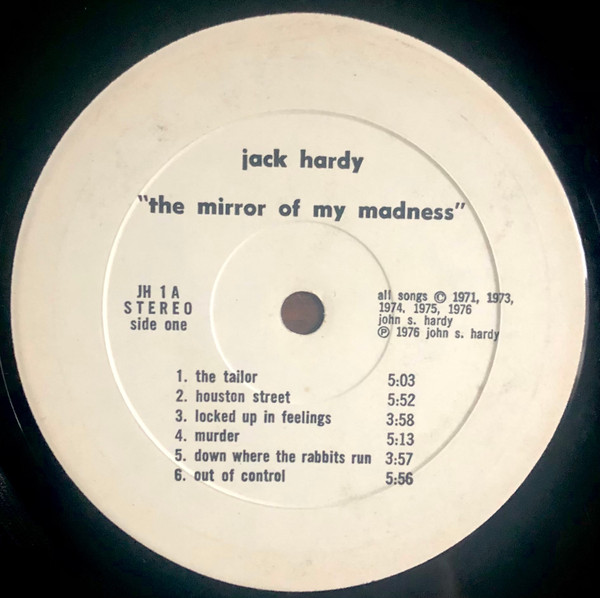 jack hardy
"the mirror of my madness"
JH 1A
STEREO
side one
all songs © 1971, 1973,
1974, 1975, 1976
john s. hardy
℗ 1976 john s. hardy
1. the tailor 5:03
2. houston street 5:52
3. locked up in feelings 3:58
4. murder 5:13
5. down where the rabbits run 3:57
6. out of control 5:56